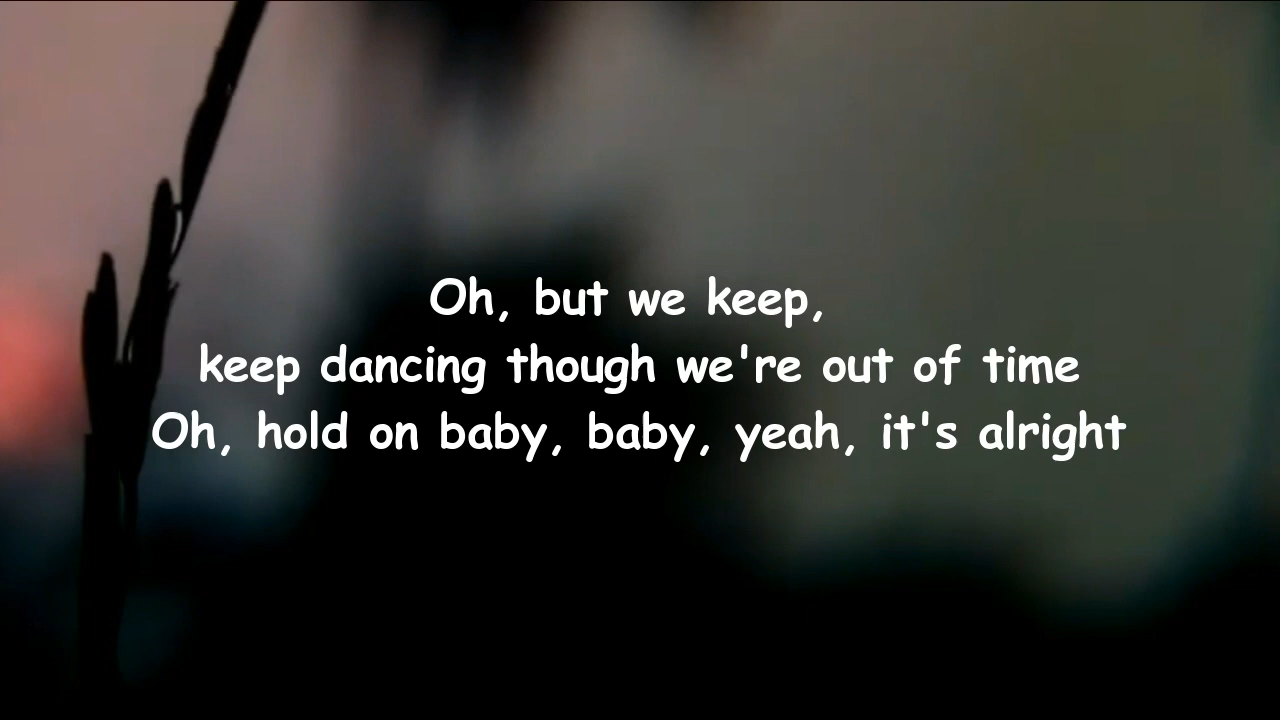 Oh, but we keep,
keep dancing though we're out of time
Oh, hold on baby, baby, yeah, it's alright